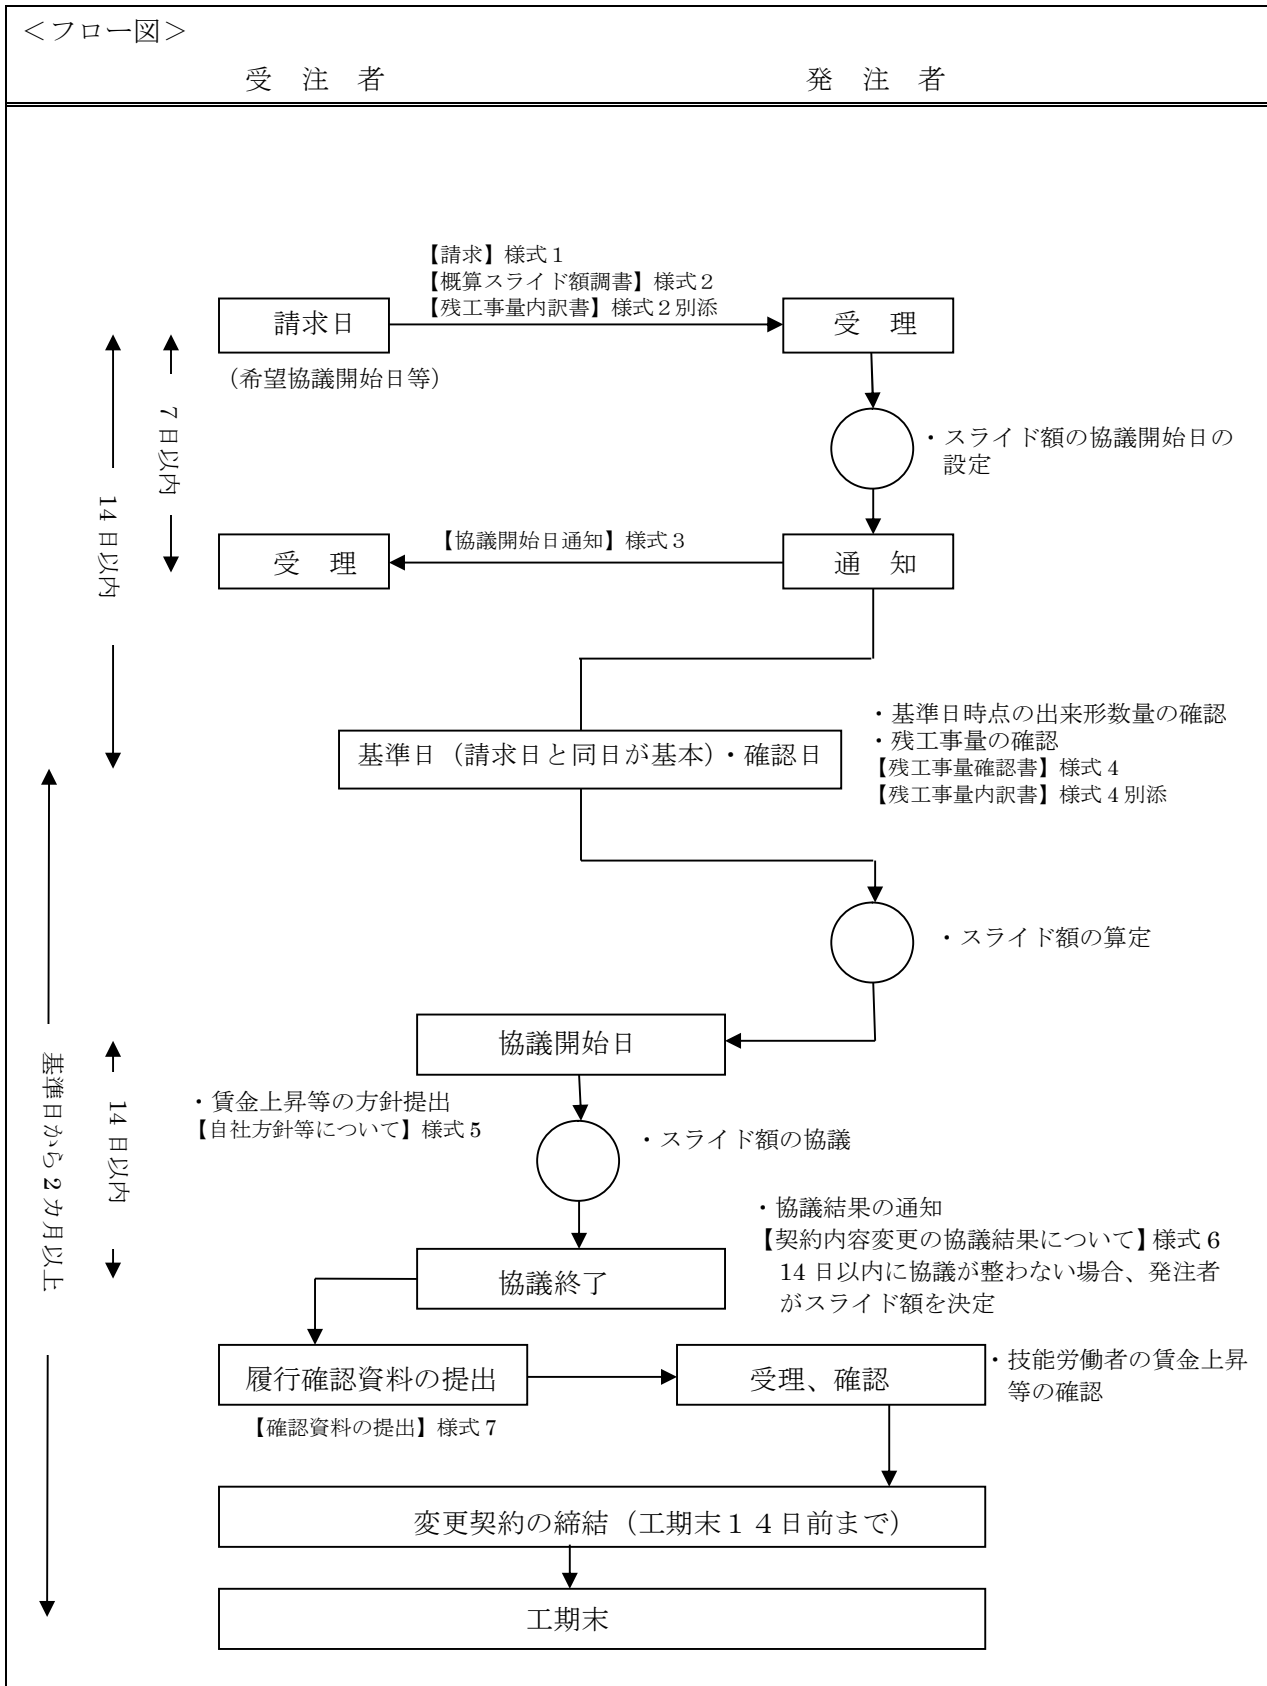 ＜フロー図＞
受　注　者
発　注　者
【請求】様式１
【概算スライド額調書】様式２
【残工事量内訳書】様式２別添
請求日
受　理
（希望協議開始日等）
７日以内
14日以内
・スライド額の協議開始日の
設定
【協議開始日通知】様式３
受　理
通　知
・基準日時点の出来形数量の確認
・残工事量の確認
【残工事量確認書】様式4
【残工事量内訳書】様式4別添
基準日（請求日と同日が基本）・確認日
・スライド額の算定
協議開始日
・賃金上昇等の方針提出
【自社方針等について】様式5
・スライド額の協議
14日以内
基準日から2カ月以上
・協議結果の通知
【契約内容変更の協議結果について】様式6
14日以内に協議が整わない場合、発注者
がスライド額を決定
協議終了
履行確認資料の提出
受理、確認
・技能労働者の賃金上昇
等の確認
【確認資料の提出】様式7
変更契約の締結（工期末１４日前まで）
工期末